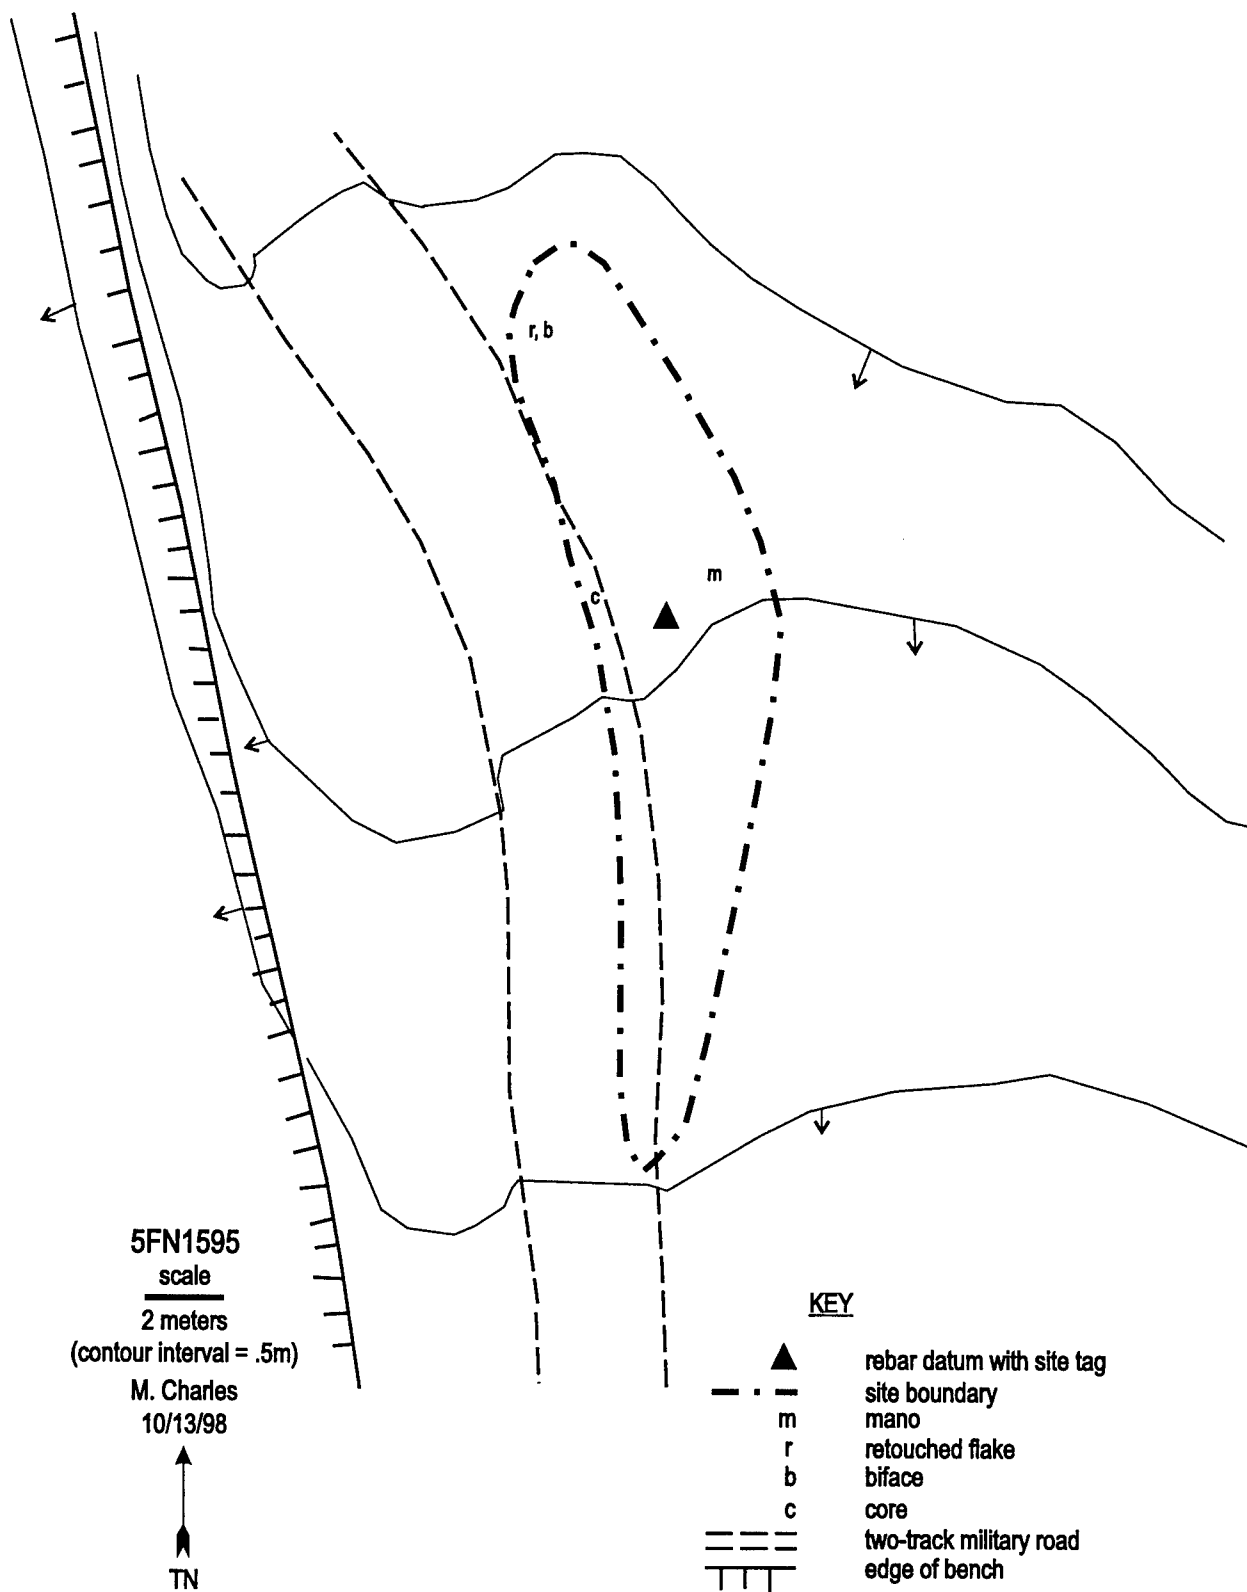 r, b
m
c
5FN1595
scale
2 meters
(contour interval = .5m)
M. Charles
10/13/98
TN
KEY
rebar datum with site tag
site boundary
m mano
r retouched flake
b biface
c core
two-track military road
edge of bench